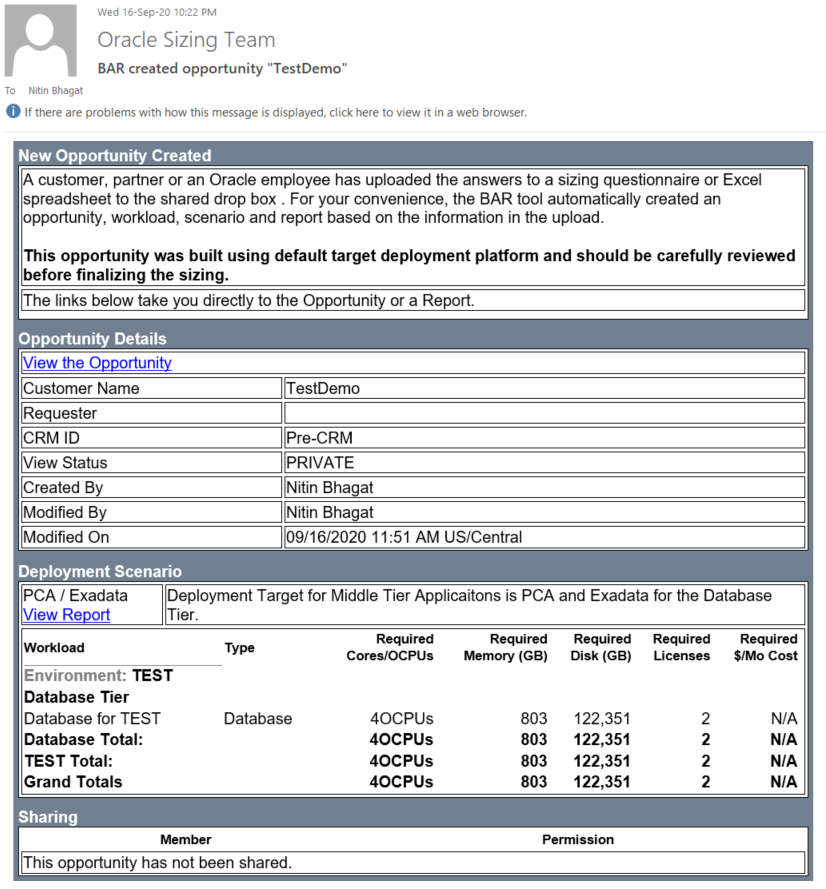 Wed 16-Sep-20 10:22 PM
Oracle Sizing Team
BAR created opportunity "TestDemo"
To Nitin Bhagat
If there are problems with how this message is displayed, click here to view it in a web browser.
New Opportunity Created
A customer, partner or an Oracle employee has uploaded the answers to a sizing questionnaire or Excel
spreadsheet to the shared drop box . For your convenience, the BAR tool automatically created an
opportunity, workload, scenario and report based on the information in the upload.
This opportunity was built using default target deployment platform and should be carefully reviewed
before finalizing the sizing.
The links below take you directly to the Opportunity or a Report.
Opportunity Details
View the Opportunity
Customer Name TestDemo
Requester
CRM ID Pre-CRM
View Status PRIVATE
Created By Nitin Bhagat
Modified By Nitin Bhagat
Modified On 09/16/2020 11:51 AM US/Central
Deployment Scenario
PCA / Exadata Deployment Target for Middle Tier Applicaitons is PCA and Exadata for the Database
View Report Tier.
Required Required Required Required Required
Workload Type Cores/OCPUs Memory (GB) Disk (GB) Licenses $/Mo Cost
Environment: TEST
Database Tier
Database for TEST Database 4OCPUs 803 122,351 2 N/A
Database Total: 4OCPUs 803 122,351 2 N/A
TEST Total: 4OCPUs 803 122,351 2 N/A
Grand Totals 4OCPUs 803 122,351 2 N/A
Sharing
Member Permission
This opportunity has not been shared.